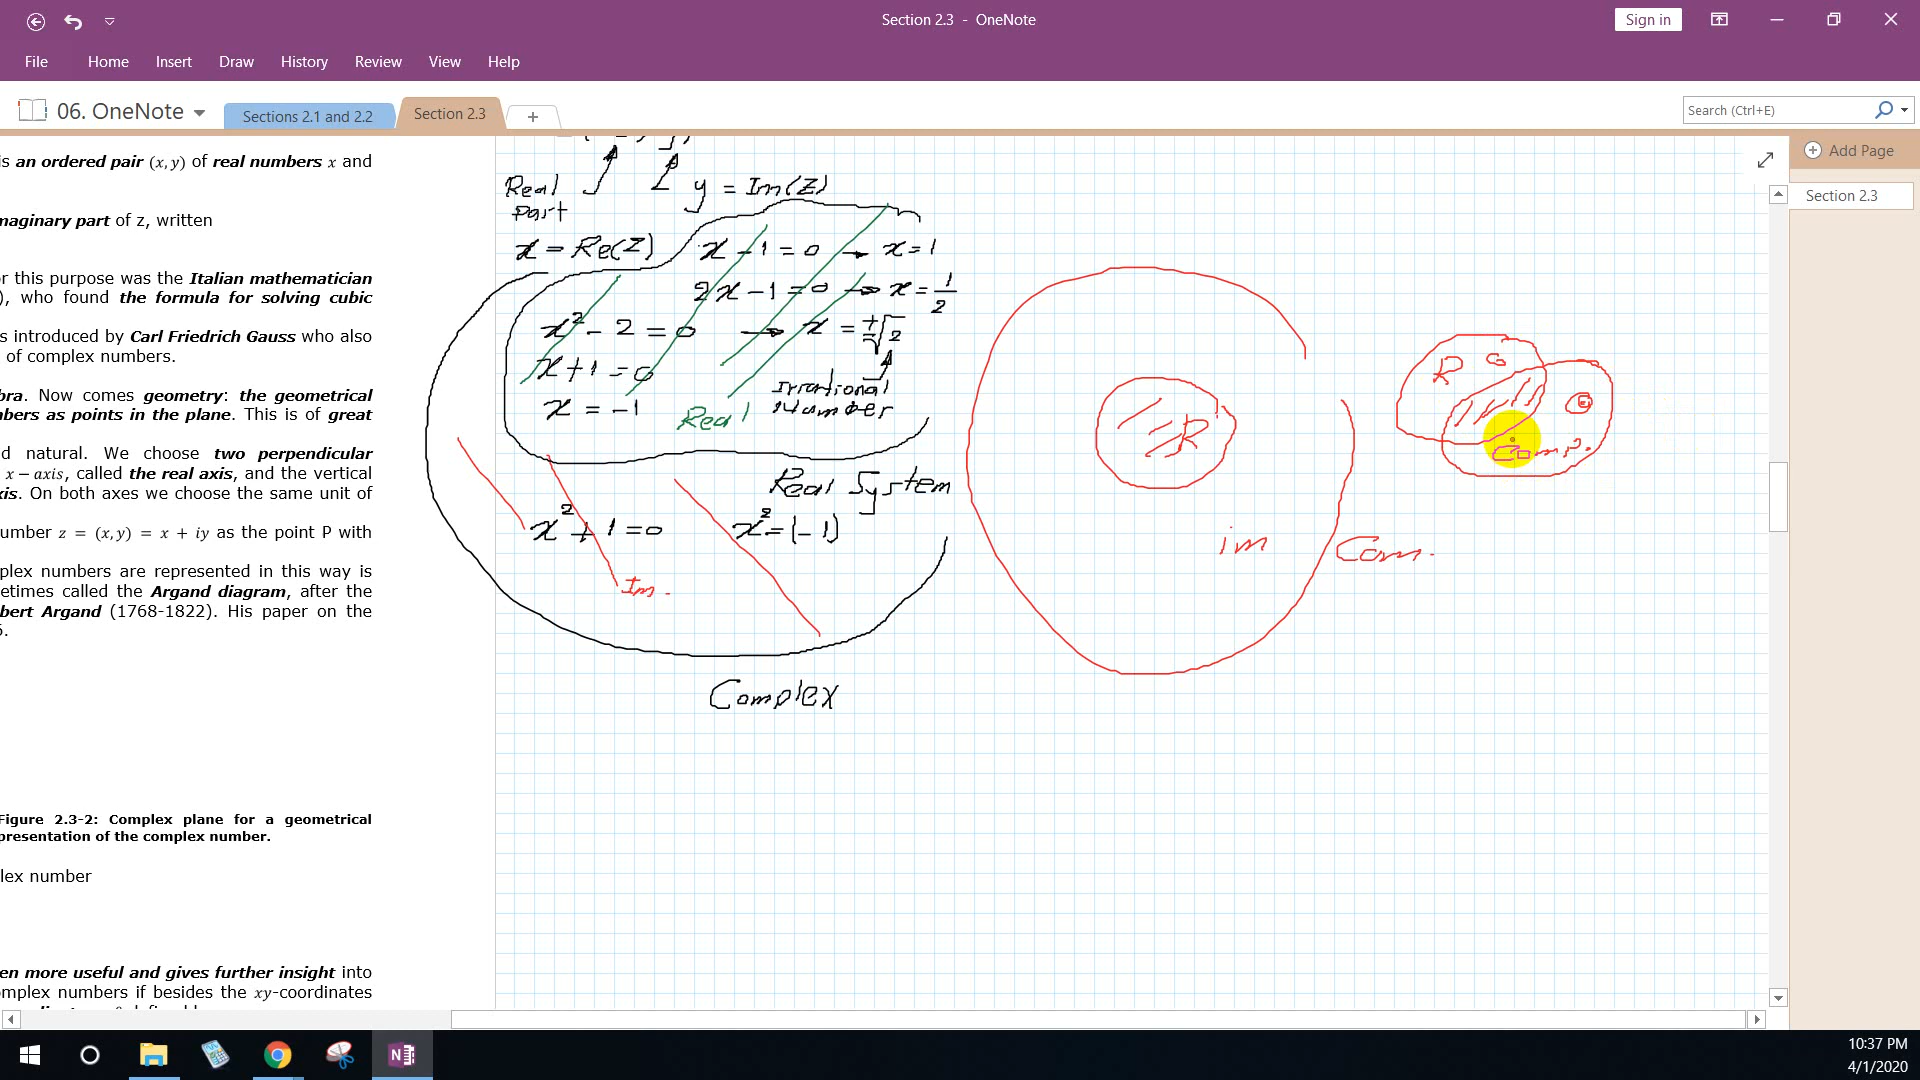 Section 2.3 - OneNote
Sign in
File Home Insert Draw History Review View Help
06. OneNote
Sections 2.1 and 2.2
Section 2.3
+
Search (Ctrl+E)
Add Page
Section 2.3
is an ordered pair (x, y) of real numbers x and
maginary part of z, written
or this purpose was the Italian mathematician
), who found the formula for solving cubic
s introduced by Carl Friedrich Gauss who also
of complex numbers.
bra. Now comes geometry: the geometrical
nbers as points in the plane. This is of great
d natural. We choose two perpendicular
x – axis, called the real axis, and the vertical
xis. On both axes we choose the same unit of
umber z = (x, y) = x + iy as the point P with
plex numbers are represented in this way is
etimes called the Argand diagram, after the
bert Argand (1768-1822). His paper on the
Figure 2.3-2: Complex plane for a geometrical
presentation of the complex number.
lex number
en more useful and gives further insight into
omplex numbers if besides the xy-coordinates
Real
part
y = Im(Z)
x = Re(Z)
x - 1 = 0 → x = 1
2x - 1 = 0 → x = 1/2
x² - 2 = 0 → x = ±√2
x + 1 = 0
x = -1
Irrational
Number
Real
Real System
x² + 1 = 0 x² = (-1)
Im.
Complex
R
im
Com.
R
Comp.
10:37 PM
4/1/2020